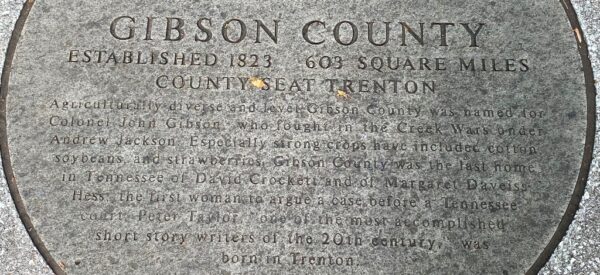 GIBSON COUNTY
ESTABLISHED 1823 603 SQUARE MILES
COUNTY SEAT TRENTON
Agriculturally diverse and level Gibson County was named for
Colonel John Gibson, who fought in the Creek Wars under
Andrew Jackson. Especially strong crops have included cotton
soybeans, and strawberries. Gibson County was the last home
in Tennessee of David Crockett and of Margaret Daveiss
Hess, the first woman to argue a case before a Tennessee
court. Peter Taylor, "one of the most accomplished
short story writers of the 20th century," was
born in Trenton.